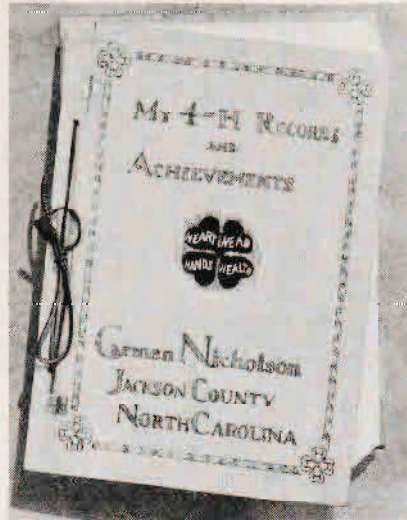 My 4-H Records
AND
ACHIEVEMENTS
HEART HEAD
HANDS HEALTH
Carmen Nicholson
JACKSON COUNTY
NORTH CAROLINA